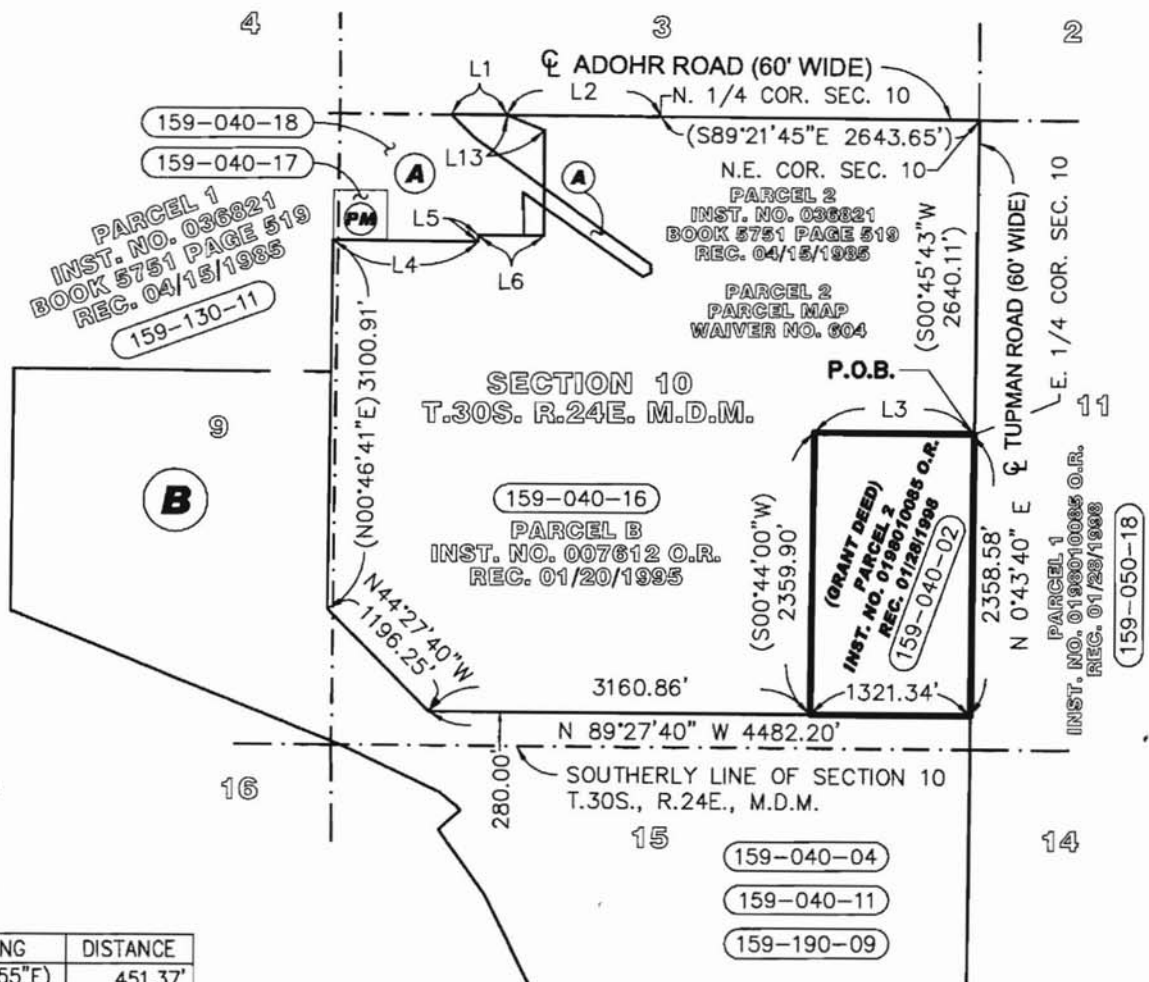 4
3
2
℄ ADOHR ROAD (60' WIDE)
L1
L2
N. 1/4 COR. SEC. 10
(S89°21'45"E 2643.65')
N.E. COR. SEC. 10
159-040-18
159-040-17
A
L13
A
PM
L5
L4
L6
PARCEL 1
INST. NO. 036821
BOOK 5751 PAGE 519
REC. 04/15/1985
159-130-11
PARCEL 2
INST. NO. 036821
BOOK 5751 PAGE 519
REC. 04/15/1985
PARCEL 2
PARCEL MAP
WAIVER NO. 604
(S00°45'43"W
2640.11')
℄ TUPMAN ROAD (60' WIDE)
E. 1/4 COR. SEC. 10
(N00°46'41"E) 3100.91'
SECTION 10
T.30S. R.24E. M.D.M.
P.O.B.
L3
11
9
B
159-040-16
PARCEL B
INST. NO. 007612 O.R.
REC. 01/20/1995
(S00°44'00"W)
2359.90'
(GRANT DEED)
PARCEL 2
INST. NO. 0198010085 O.R.
REC. 01/28/1998
159-040-02
2358.58'
N 0°43'40" E
PARCEL 1
INST. NO. 0198010085 O.R.
REC. 01/28/1998
159-050-18
N44°27'40"W
1196.25'
3160.86'
1321.34'
N 89°27'40" W 4482.20'
280.00'
SOUTHERLY LINE OF SECTION 10
T.30S., R.24E., M.D.M.
16
15
14
159-040-04
159-040-11
159-190-09
NG DISTANCE
55"E) 451.37'